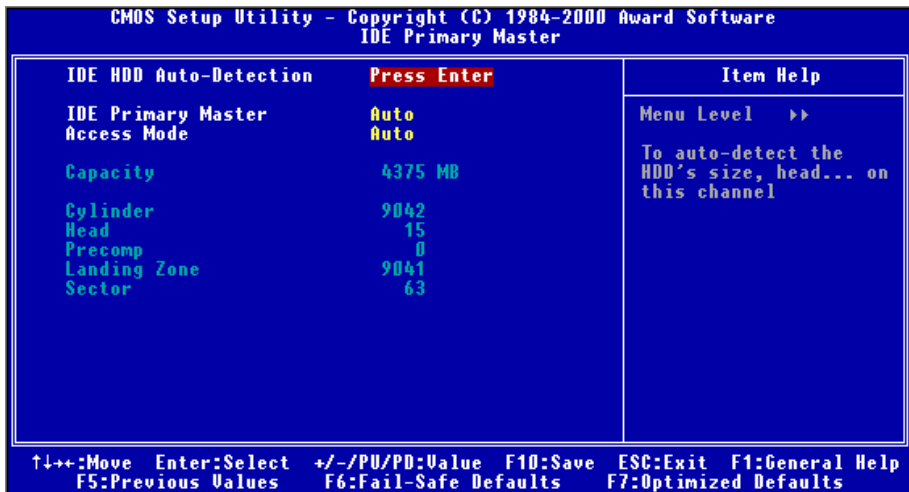 CMOS Setup Utility - Copyright (C) 1984-2000 Award Software
IDE Primary Master
IDE HDD Auto-Detection Press Enter
IDE Primary Master Auto
Access Mode Auto
Capacity 4375 MB
Cylinder 9042
Head 15
Precomp 0
Landing Zone 9041
Sector 63
Item Help
Menu Level ▸▸
To auto-detect the
HDD's size, head... on
this channel
↑↓→←:Move Enter:Select +/-/PU/PD:Value F10:Save ESC:Exit F1:General Help
F5:Previous Values F6:Fail-Safe Defaults F7:Optimized Defaults